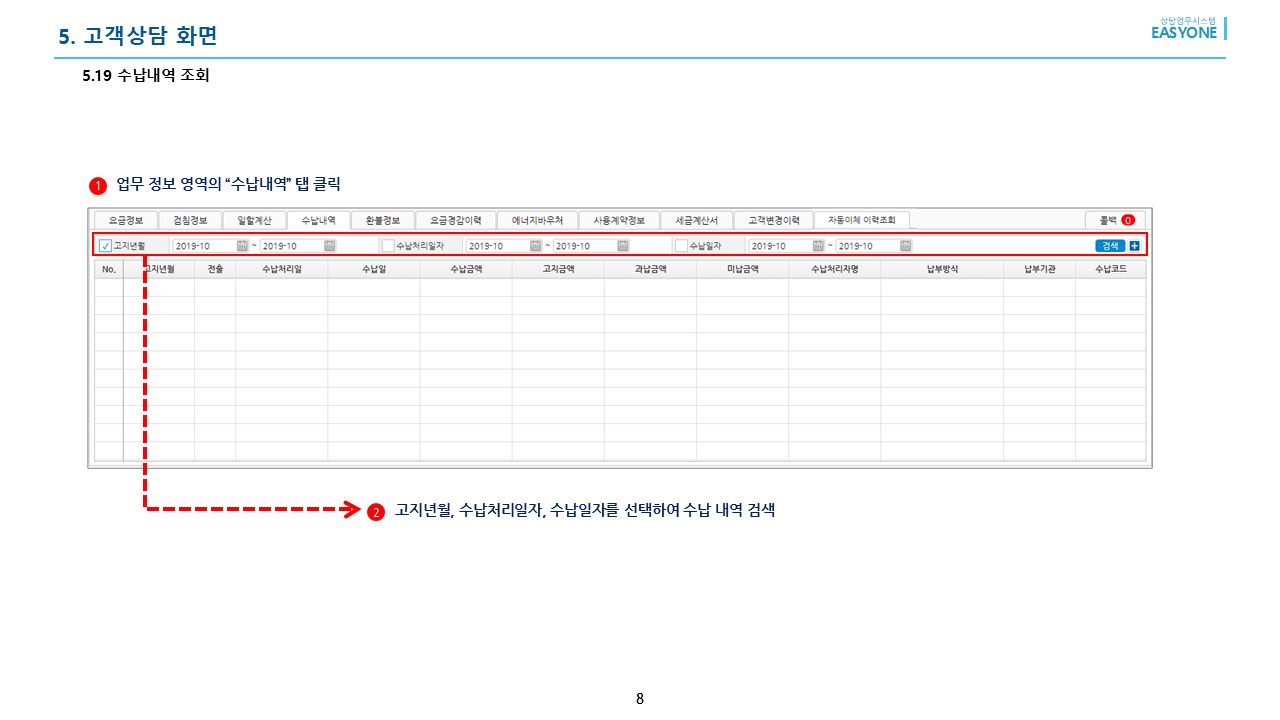 5. 고객상담 화면
상담업무시스템
EASYONE
5.19 수납내역 조회
1 업무 정보 영역의 “수납내역” 탭 클릭
요금정보 검침정보 일할계산 수납내역 환불정보 요금경감이력 에너지바우처 사용계약정보 세금계산서 고객변경이력 자동이체 이력조회 콜백 0
고지년월 2019-10 ~ 2019-10 수납처리일자 2019-10 ~ 2019-10 수납일자 2019-10 ~ 2019-10 검색
No. 고지년월 전출 수납처리일 수납일 수납금액 고지금액 과납금액 미납금액 수납처리자명 납부방식 납부기관 수납코드
2 고지년월, 수납처리일자, 수납일자를 선택하여 수납 내역 검색
8